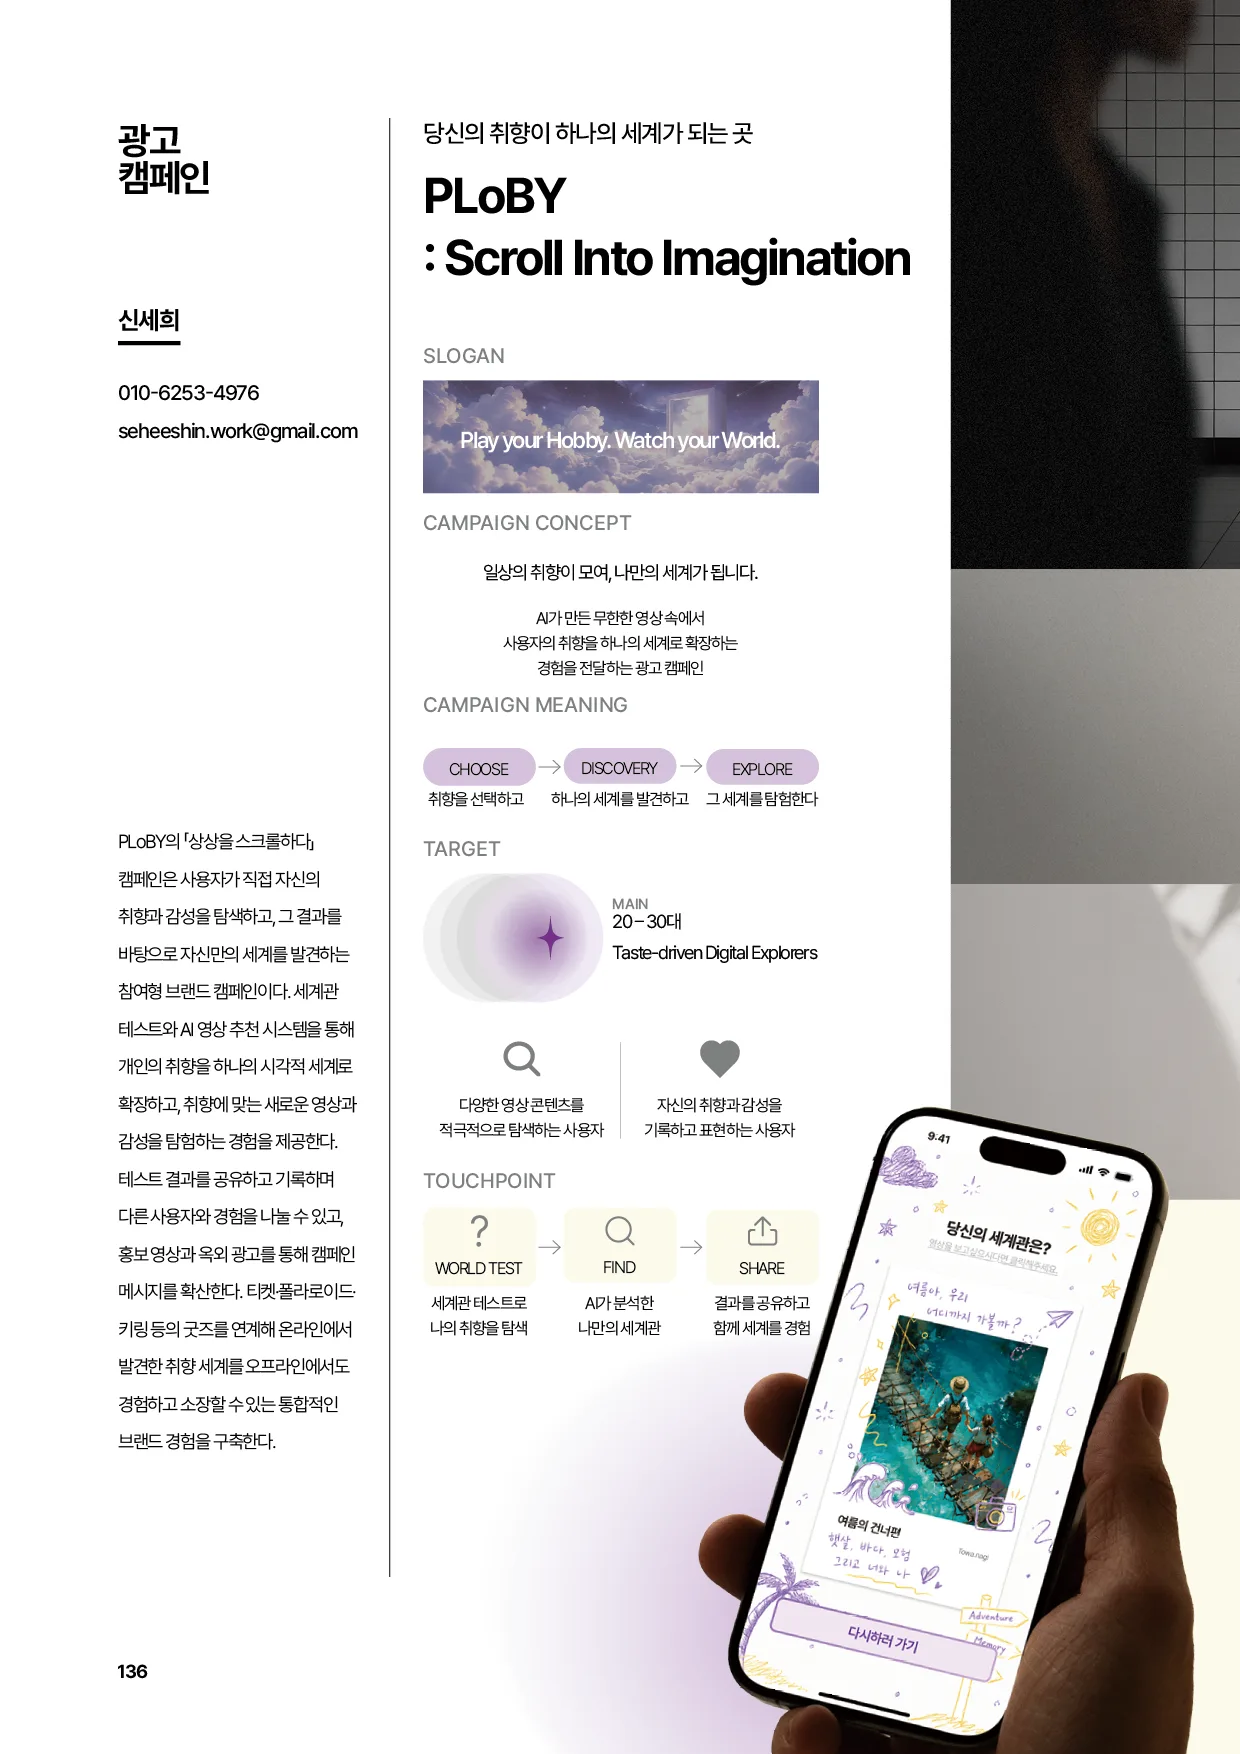 광고
캠페인
신세희
010-6253-4976
seheeshin.work@gmail.com
PLoBY의 「상상을 스크롤하다」
캠페인은 사용자가 직접 자신의
취향과 감성을 탐색하고, 그 결과를
바탕으로 자신만의 세계를 발견하는
참여형 브랜드 캠페인이다. 세계관
테스트와 AI 영상 추천 시스템을 통해
개인의 취향을 하나의 시각적 세계로
확장하고, 취향에 맞는 새로운 영상과
감성을 탐험하는 경험을 제공한다.
테스트 결과를 공유하고 기록하며
다른 사용자와 경험을 나눌 수 있고,
홍보 영상과 옥외 광고를 통해 캠페인
메시지를 확산한다. 티켓·폴라로이드·
키링 등의 굿즈를 연계해 온라인에서
발견한 취향 세계를 오프라인에서도
경험하고 소장할 수 있는 통합적인
브랜드 경험을 구축한다.
136
당신의 취향이 하나의 세계가 되는 곳
PLoBY
: Scroll Into Imagination
SLOGAN
Play your Hobby. Watch your World.
CAMPAIGN CONCEPT
일상의 취향이 모여, 나만의 세계가 됩니다.
AI가 만든 무한한 영상 속에서
사용자의 취향을 하나의 세계로 확장하는
경험을 전달하는 광고 캠페인
CAMPAIGN MEANING
CHOOSE DISCOVERY EXPLORE
취향을 선택하고 하나의 세계를 발견하고 그 세계를 탐험한다
TARGET
MAIN
20–30대
Taste-driven Digital Explorers
다양한 영상 콘텐츠를
적극적으로 탐색하는 사용자
자신의 취향과 감성을
기록하고 표현하는 사용자
TOUCHPOINT
WORLD TEST FIND SHARE
세계관 테스트로
나의 취향을 탐색
AI가 분석한
나만의 세계관
결과를 공유하고
함께 세계를 경험
9:41
당신의 세계관은?
영상을 보고싶으시다면 클릭해주세요.
여름아, 우리
어디까지 가볼까?
여름의 건너편
햇살, 바다, 모험
그리고 너와 나
Towa.nagi
Adventure
Memory
다시하러 가기